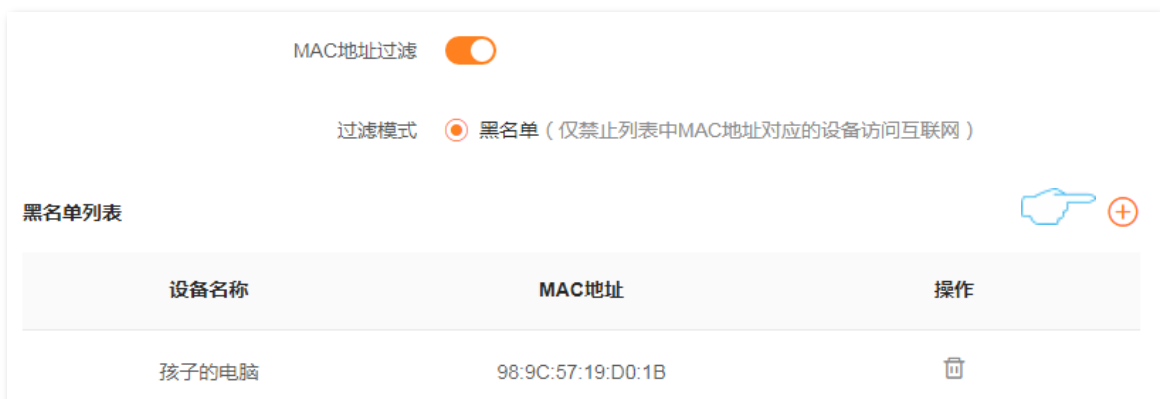 MAC地址过滤
过滤模式 黑名单（仅禁止列表中MAC地址对应的设备访问互联网）
黑名单列表
设备名称 MAC地址 操作
孩子的电脑 98:9C:57:19:D0:1B